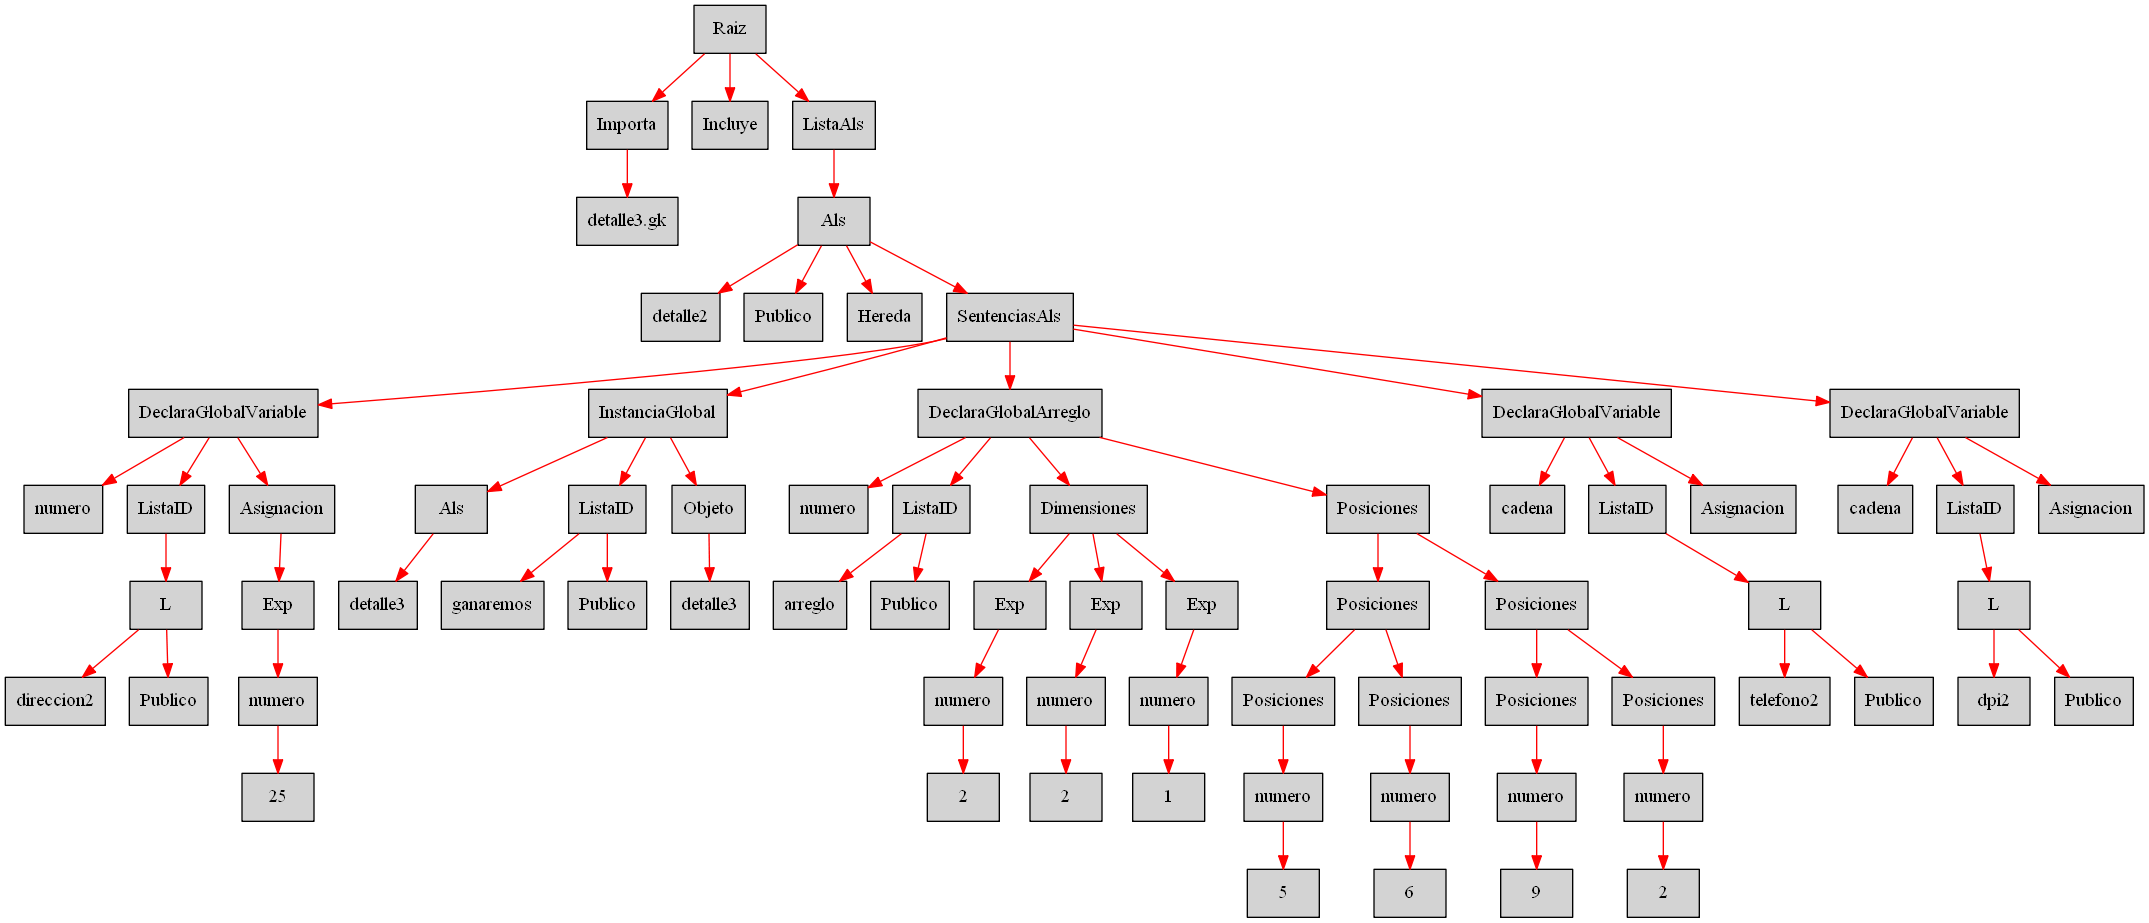 Raiz
Importa Incluye ListaAls
detalle3.gk Als
detalle2 Publico Hereda SentenciasAls
DeclaraGlobalVariable InstanciaGlobal DeclaraGlobalArreglo DeclaraGlobalVariable DeclaraGlobalVariable
numero ListaID Asignacion Als ListaID Objeto numero ListaID Dimensiones Posiciones cadena ListaID Asignacion cadena ListaID Asignacion
L Exp detalle3 ganaremos Publico detalle3 arreglo Publico Exp Exp Exp Posiciones Posiciones L L
direccion2 Publico numero numero numero numero Posiciones Posiciones Posiciones Posiciones telefono2 Publico dpi2 Publico
25 2 2 1 numero numero numero numero
5 6 9 2